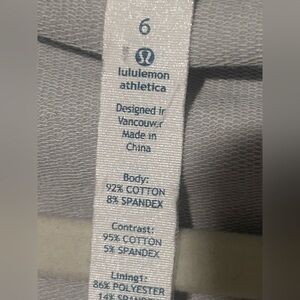 6
lululemon
athletica
Designed in
Vancouver
Made in
China
Body:
92% COTTON
8% SPANDEX
Contrast:
95% COTTON
5% SPANDEX
Lining1:
86% POLYESTER
14% SPANDEX